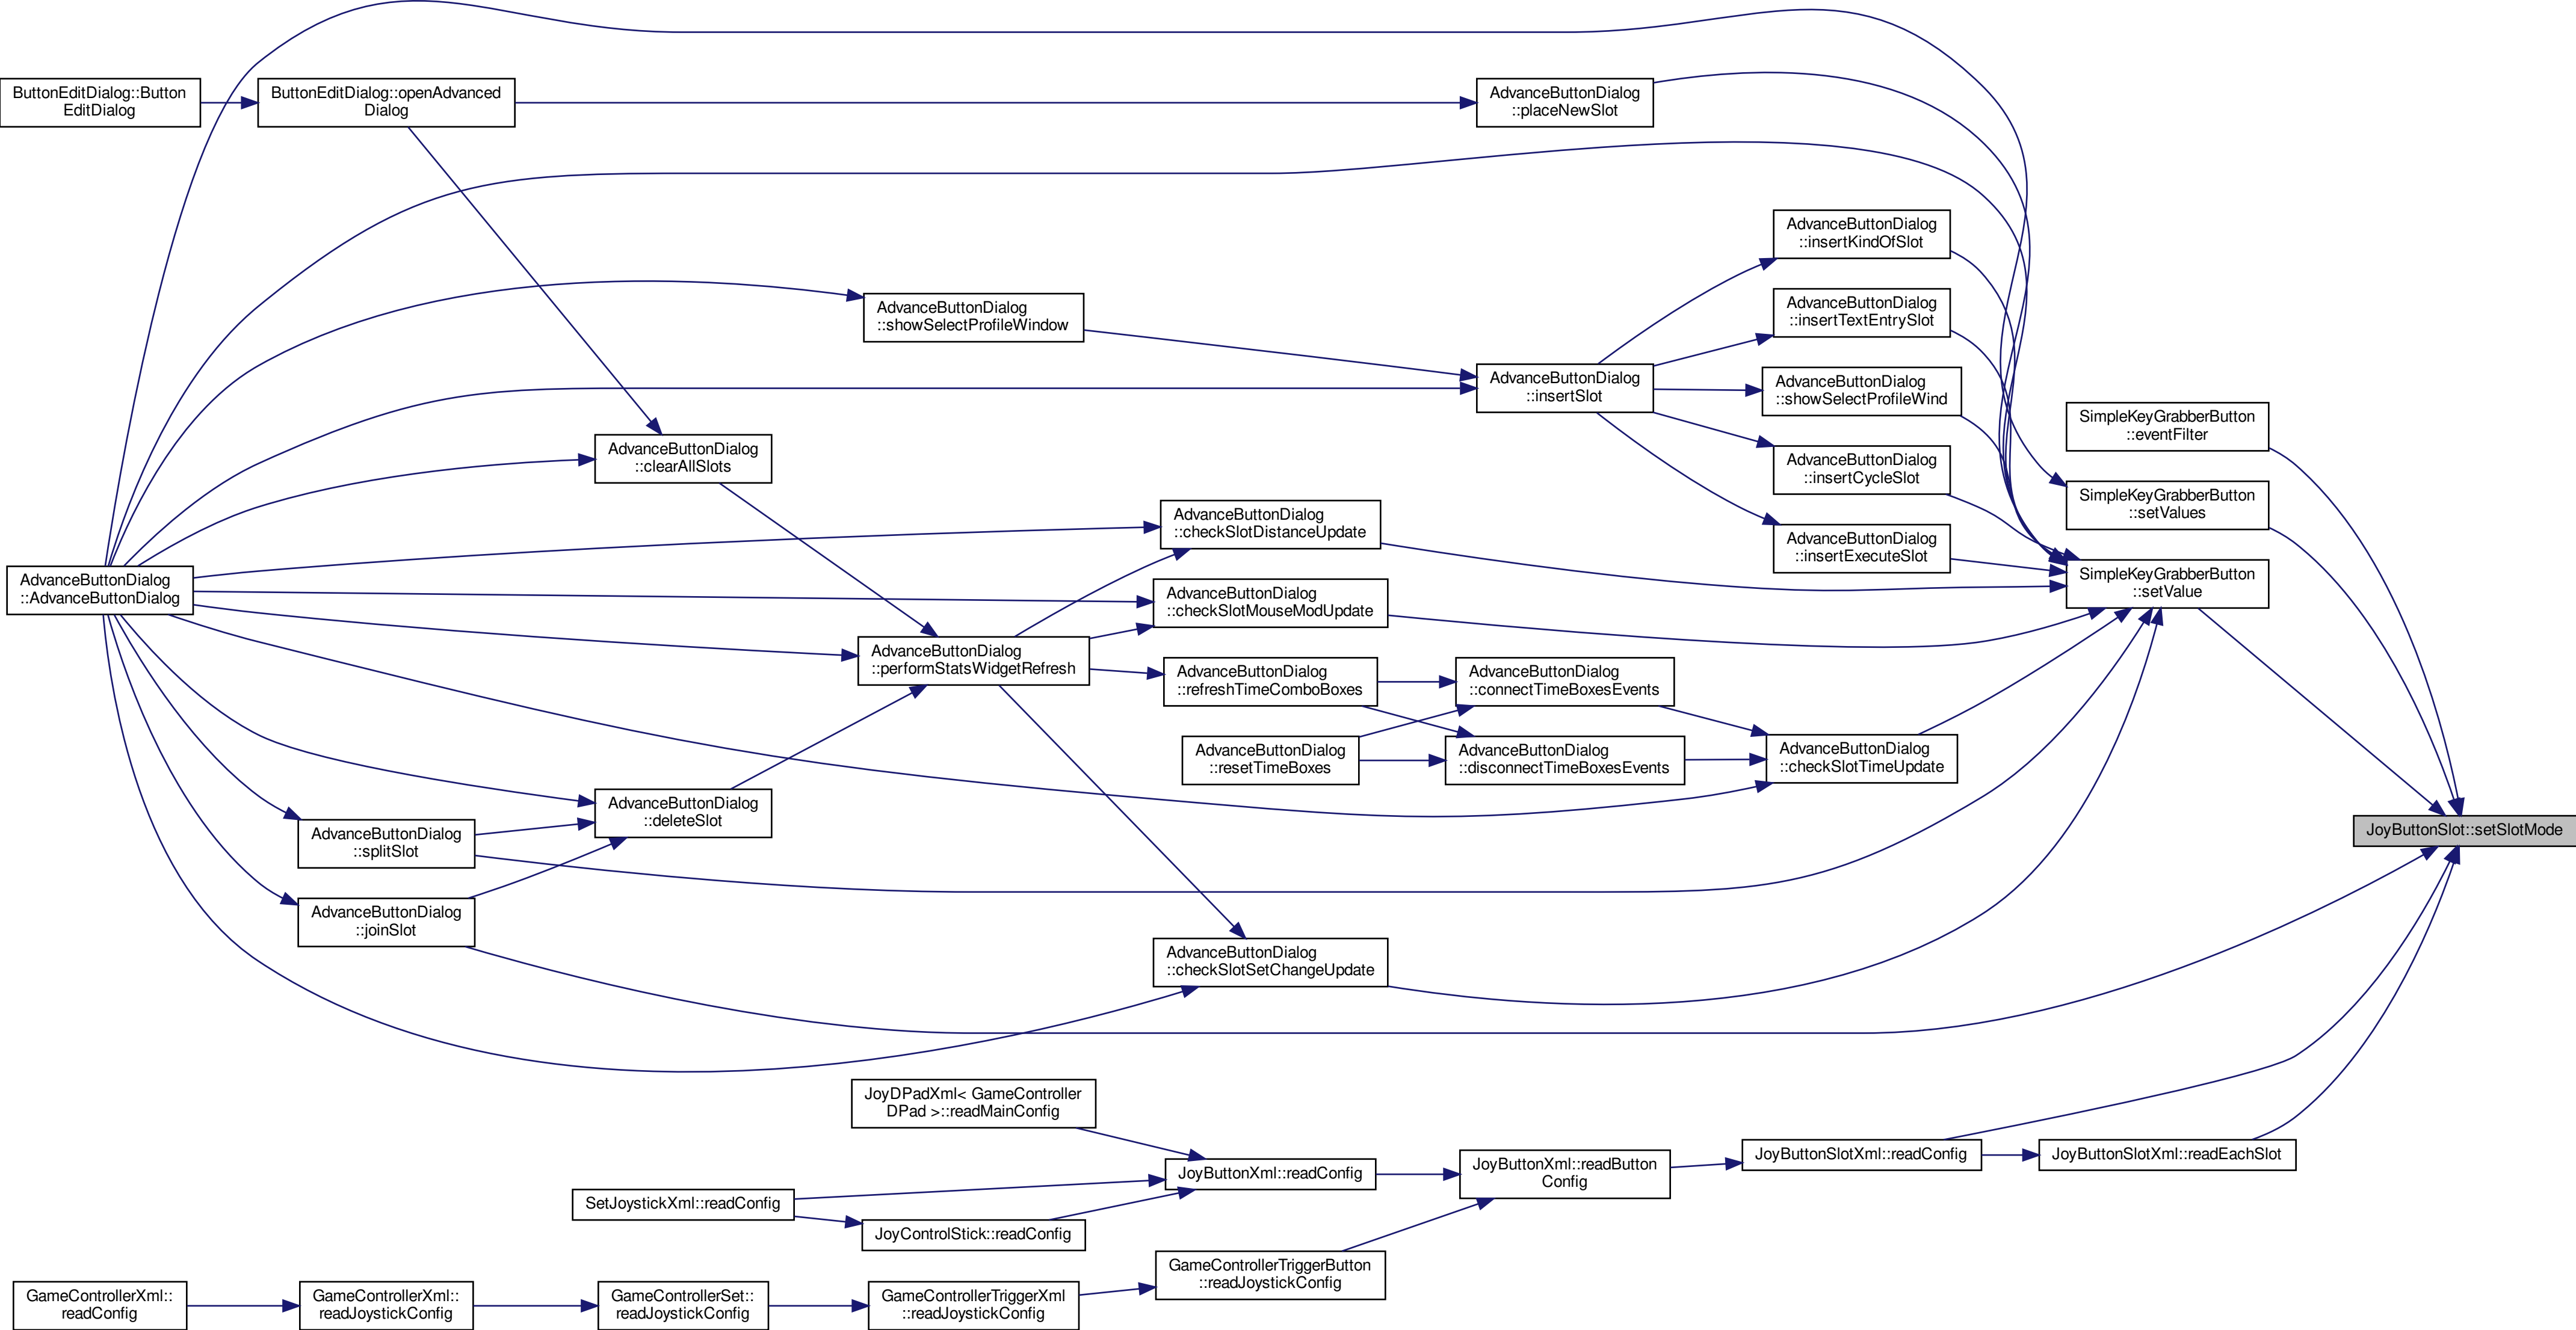 ButtonEditDialog::Button
EditDialog
ButtonEditDialog::openAdvanced
Dialog
AdvanceButtonDialog
::placeNewSlot
AdvanceButtonDialog
::insertKindOfSlot
AdvanceButtonDialog
::insertTextEntrySlot
AdvanceButtonDialog
::showSelectProfileWindow
AdvanceButtonDialog
::insertSlot
AdvanceButtonDialog
::showSelectProfileWind
SimpleKeyGrabberButton
::eventFilter
AdvanceButtonDialog
::clearAllSlots
AdvanceButtonDialog
::insertCycleSlot
SimpleKeyGrabberButton
::setValues
AdvanceButtonDialog
::checkSlotDistanceUpdate
AdvanceButtonDialog
::insertExecuteSlot
AdvanceButtonDialog
::AdvanceButtonDialog
AdvanceButtonDialog
::checkSlotMouseModUpdate
SimpleKeyGrabberButton
::setValue
AdvanceButtonDialog
::performStatsWidgetRefresh
AdvanceButtonDialog
::refreshTimeComboBoxes
AdvanceButtonDialog
::connectTimeBoxesEvents
AdvanceButtonDialog
::resetTimeBoxes
AdvanceButtonDialog
::disconnectTimeBoxesEvents
AdvanceButtonDialog
::checkSlotTimeUpdate
AdvanceButtonDialog
::deleteSlot
AdvanceButtonDialog
::splitSlot
JoyButtonSlot::setSlotMode
AdvanceButtonDialog
::joinSlot
AdvanceButtonDialog
::checkSlotSetChangeUpdate
JoyDPadXml< GameController
DPad >::readMainConfig
JoyButtonXml::readConfig
JoyButtonXml::readButton
Config
JoyButtonSlotXml::readConfig
JoyButtonSlotXml::readEachSlot
SetJoystickXml::readConfig
JoyControlStick::readConfig
GameControllerTriggerButton
::readJoystickConfig
GameControllerXml::
readConfig
GameControllerXml::
readJoystickConfig
GameControllerSet::
readJoystickConfig
GameControllerTriggerXml
::readJoystickConfig